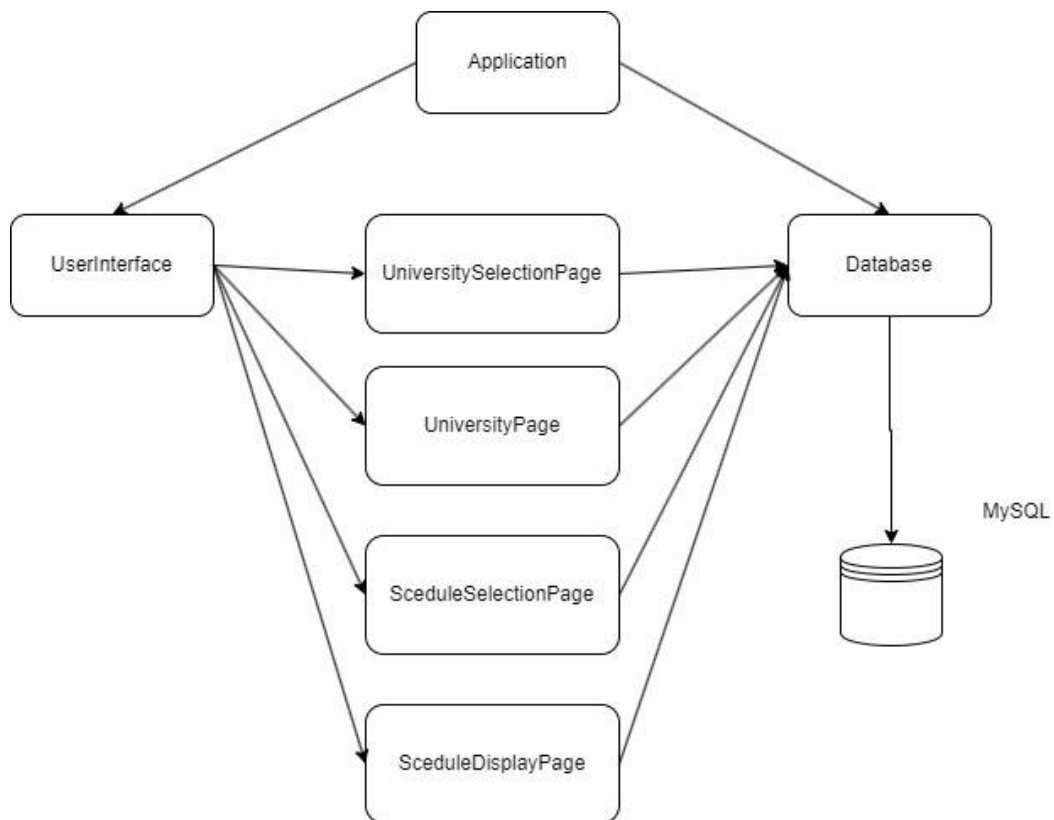 Application
UserInterface
UniversitySelectionPage
Database
UniversityPage
MySQL
SceduleSelectionPage
SceduleDisplayPage